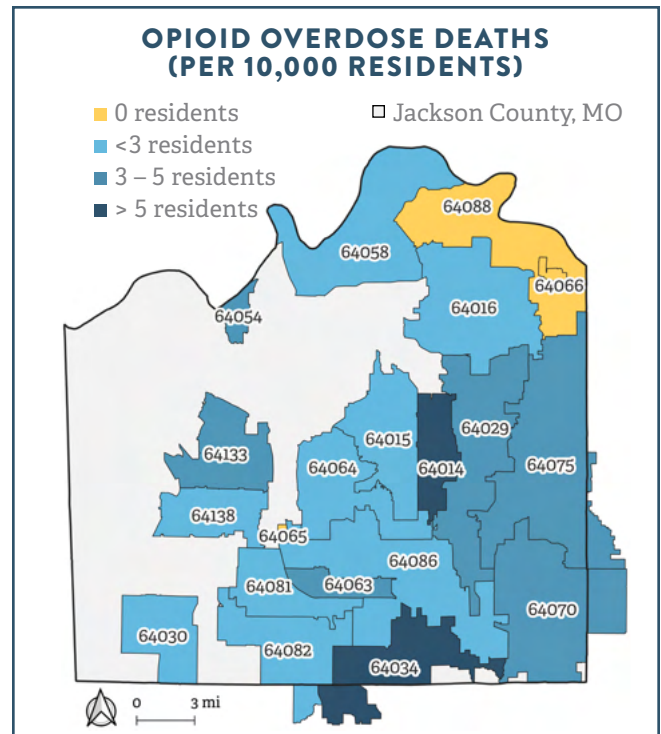 OPIOID OVERDOSE DEATHS
(PER 10,000 RESIDENTS)
0 residents
Jackson County, MO
<3 residents
3 – 5 residents
> 5 residents
64088
64058
64066
64016
64054
64029
64015
64133
64064
64014
64075
64138
64065
64086
64081
64063
64070
64030
64082
64034
0 3 mi